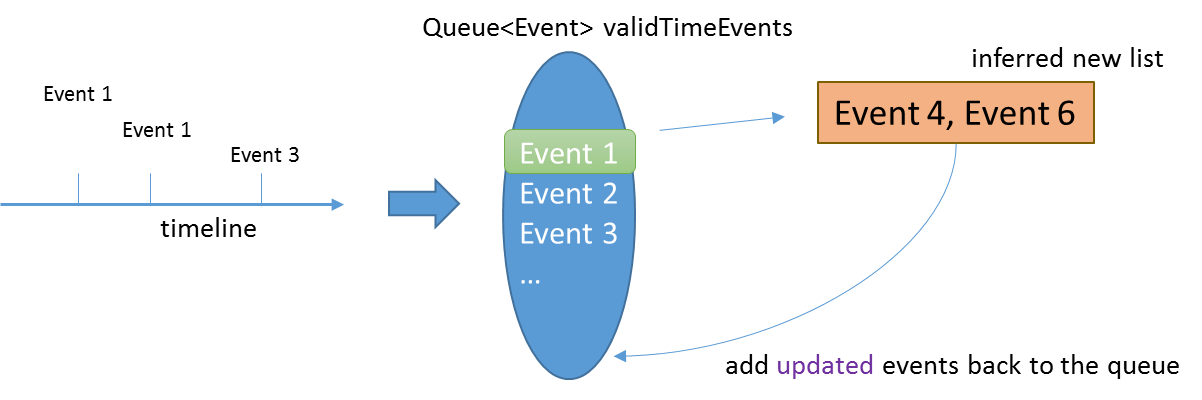 Queue<Event> validTimeEvents
inferred new list
Event 1
Event 1
Event 3
timeline
Event 1
Event 2
Event 3
...
Event 4, Event 6
add updated events back to the queue